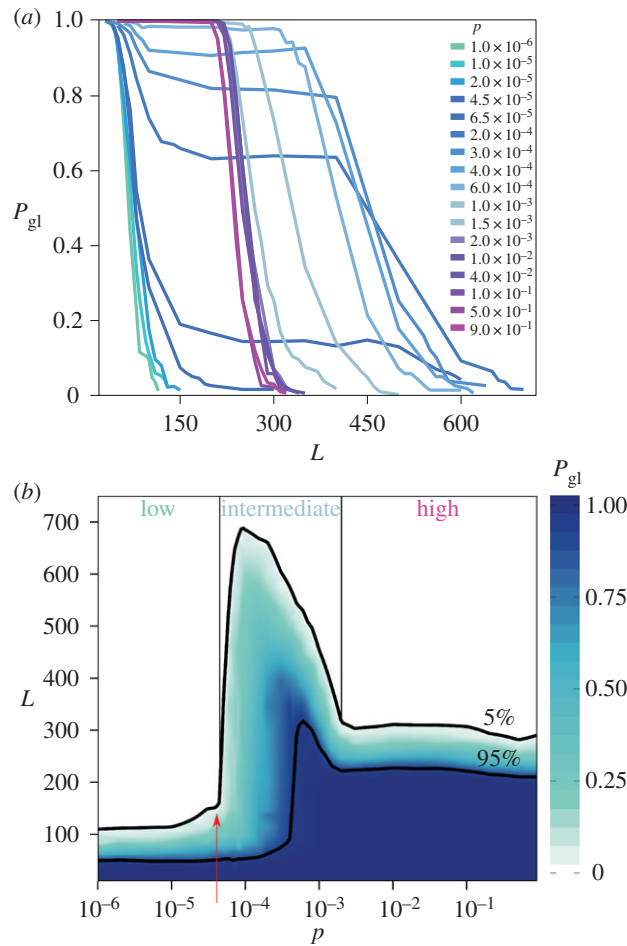 (a)
1.0
0.8
0.6
0.4
0.2
0
P_gl
150
300
450
600
L
p
1.0 × 10⁻⁶
1.0 × 10⁻⁵
2.0 × 10⁻⁵
4.5 × 10⁻⁵
6.5 × 10⁻⁵
2.0 × 10⁻⁴
3.0 × 10⁻⁴
4.0 × 10⁻⁴
6.0 × 10⁻⁴
1.0 × 10⁻³
1.5 × 10⁻³
2.0 × 10⁻³
1.0 × 10⁻²
4.0 × 10⁻²
1.0 × 10⁻¹
5.0 × 10⁻¹
9.0 × 10⁻¹
(b)
low
intermediate
high
700
600
500
400
300
200
100
L
5%
95%
10⁻⁶
10⁻⁵
10⁻⁴
10⁻³
10⁻²
10⁻¹
p
P_gl
1.00
0.75
0.50
0.25
0